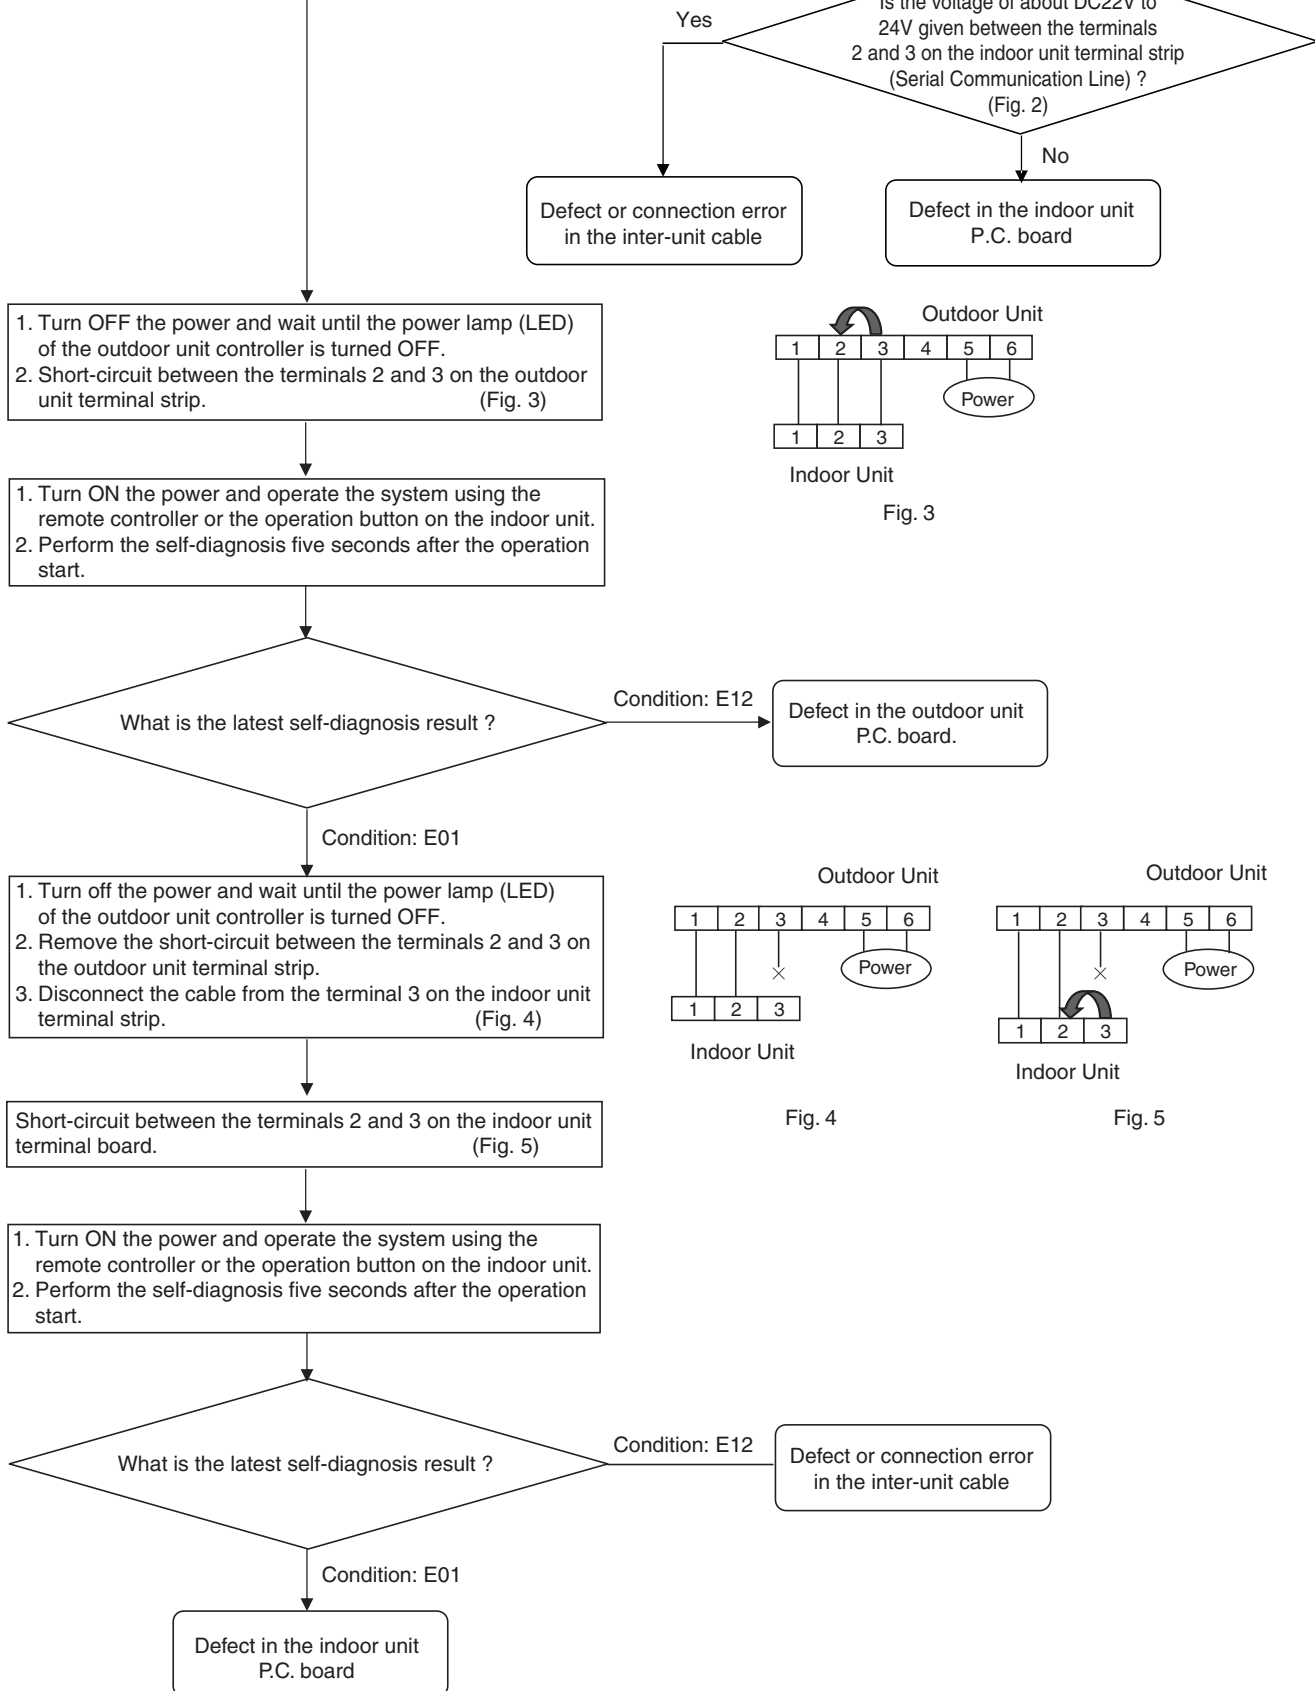 Is the voltage of about DC22V to
24V given between the terminals
2 and 3 on the indoor unit terminal strip
(Serial Communication Line) ?
(Fig. 2)
Yes
No
Defect or connection error
in the inter-unit cable
Defect in the indoor unit
P.C. board
1. Turn OFF the power and wait until the power lamp (LED)
of the outdoor unit controller is turned OFF.
2. Short-circuit between the terminals 2 and 3 on the outdoor
unit terminal strip. (Fig. 3)
Outdoor Unit
1 2 3 4 5 6
Power
1 2 3
Indoor Unit
Fig. 3
1. Turn ON the power and operate the system using the
remote controller or the operation button on the indoor unit.
2. Perform the self-diagnosis five seconds after the operation
start.
What is the latest self-diagnosis result ?
Condition: E12
Defect in the outdoor unit
P.C. board.
Condition: E01
1. Turn off the power and wait until the power lamp (LED)
of the outdoor unit controller is turned OFF.
2. Remove the short-circuit between the terminals 2 and 3 on
the outdoor unit terminal strip.
3. Disconnect the cable from the terminal 3 on the indoor unit
terminal strip. (Fig. 4)
Outdoor Unit
1 2 3 4 5 6
Power
1 2 3
Indoor Unit
Fig. 4
Outdoor Unit
1 2 3 4 5 6
Power
1 2 3
Indoor Unit
Fig. 5
Short-circuit between the terminals 2 and 3 on the indoor unit
terminal board. (Fig. 5)
1. Turn ON the power and operate the system using the
remote controller or the operation button on the indoor unit.
2. Perform the self-diagnosis five seconds after the operation
start.
What is the latest self-diagnosis result ?
Condition: E12
Defect or connection error
in the inter-unit cable
Condition: E01
Defect in the indoor unit
P.C. board